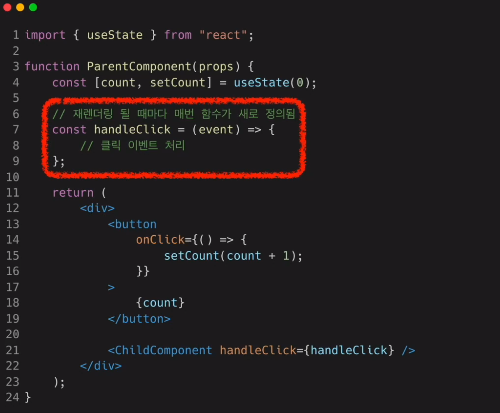 1 import { useState } from "react";
2
3 function ParentComponent(props) {
4     const [count, setCount] = useState(0);
5
6     // 재렌더링 될 때마다 매번 함수가 새로 정의됨
7     const handleClick = (event) => {
8         // 클릭 이벤트 처리
9     };
10
11     return (
12         <div>
13             <button
14                 onClick={() => {
15                     setCount(count + 1);
16                 }}
17             >
18                 {count}
19             </button>
20
21             <ChildComponent handleClick={handleClick} />
22         </div>
23     );
24 }